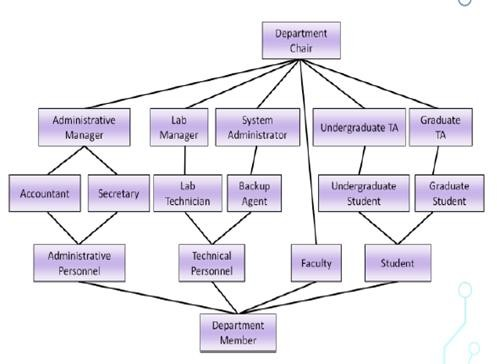 Department
Chair
Administrative
Manager
Lab
Manager
System
Administrator
Undergraduate TA
Graduate
TA
Accountant
Secretary
Lab
Technician
Backup
Agent
Undergraduate
Student
Graduate
Student
Administrative
Personnel
Technical
Personnel
Faculty
Student
Department
Member